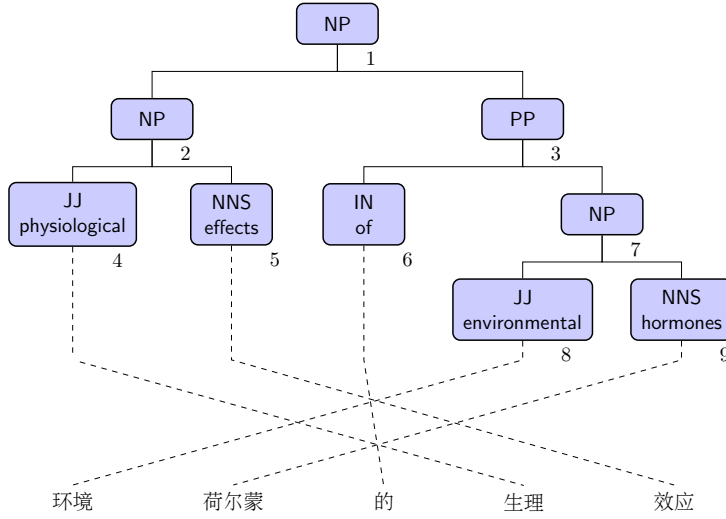 NP
1
NP
PP
2
3
JJ
physiological
NNS
effects
IN
of
NP
4
5
6
7
JJ
environmental
NNS
hormones
8
9
环境 荷尔蒙 的 生理 效应